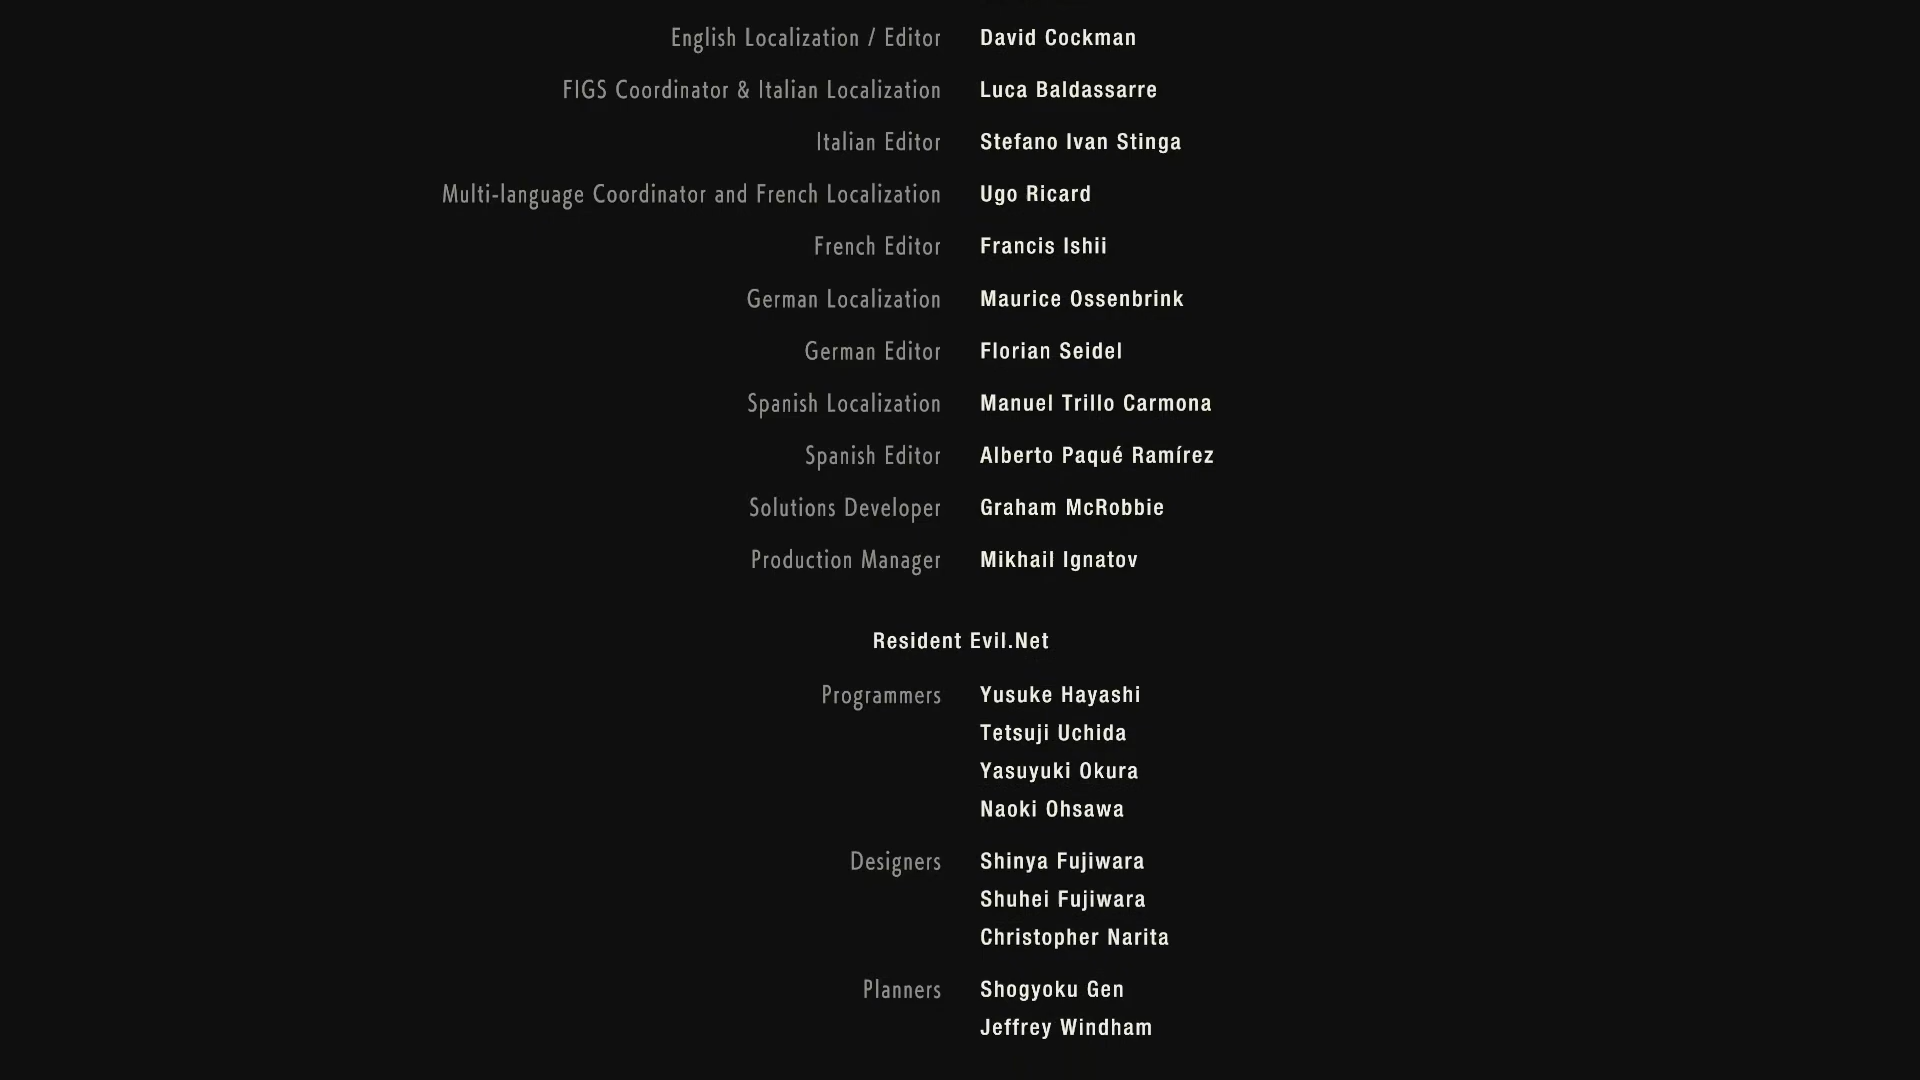 English Localization / Editor David Cockman
FIGS Coordinator & Italian Localization Luca Baldassarre
Italian Editor Stefano Ivan Stinga
Multi-language Coordinator and French Localization Ugo Ricard
French Editor Francis Ishii
German Localization Maurice Ossenbrink
German Editor Florian Seidel
Spanish Localization Manuel Trillo Carmona
Spanish Editor Alberto Paqué Ramírez
Solutions Developer Graham McRobbie
Production Manager Mikhail Ignatov
Resident Evil.Net
Programmers Yusuke Hayashi
Tetsuji Uchida
Yasuyuki Okura
Naoki Ohsawa
Designers Shinya Fujiwara
Shuhei Fujiwara
Christopher Narita
Planners Shogyoku Gen
Jeffrey Windham